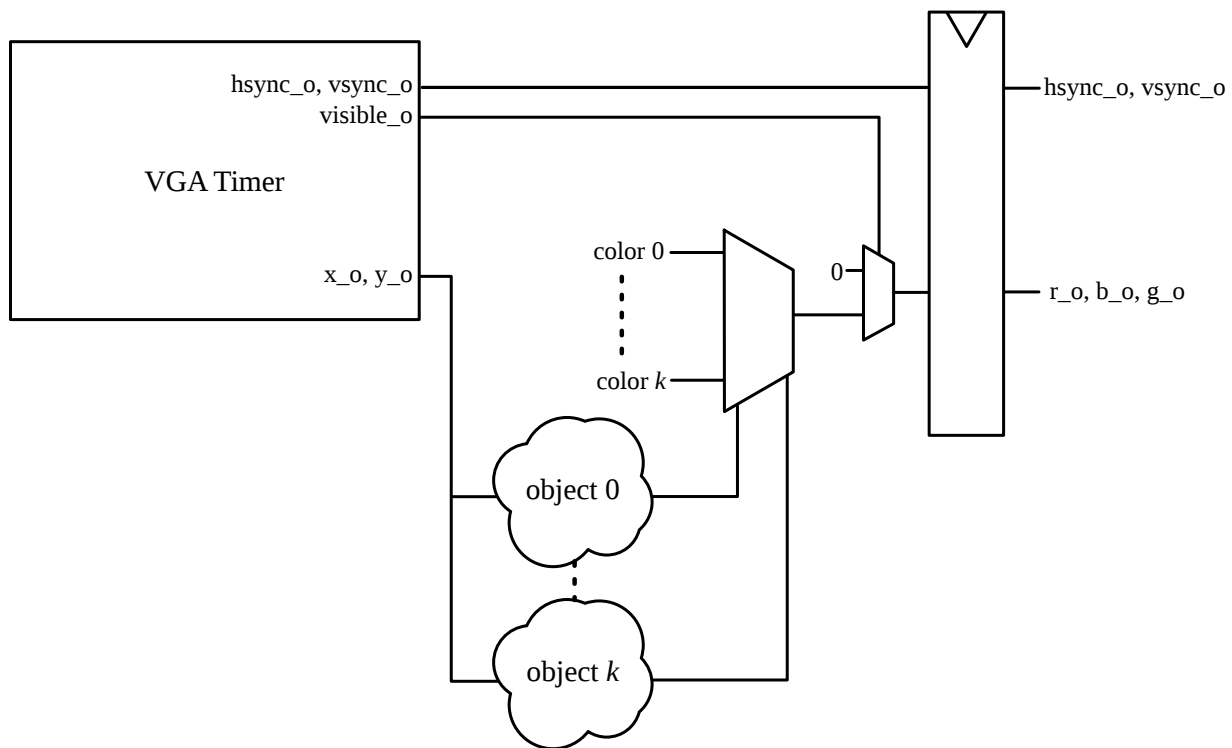 hsync_o, vsync_o
visible_o
VGA Timer
x_o, y_o
hsync_o, vsync_o
color 0
0
r_o, b_o, g_o
color k
object 0
object k